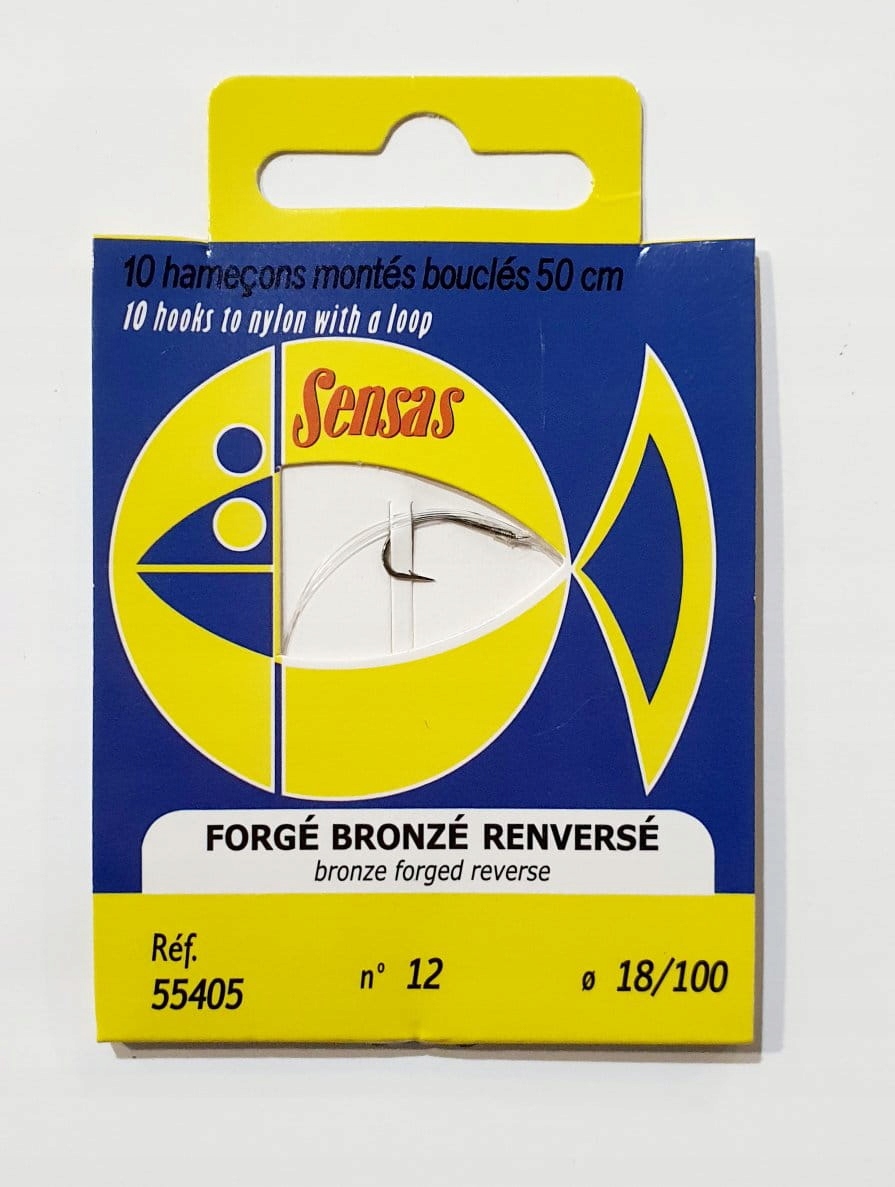 10 hameçons montés bouclés 50 cm
10 hooks to nylon with a loop
Sensas
FORGÉ BRONZÉ RENVERSÉ
bronze forged reverse
Réf.
55405
n° 12
ø 18/100